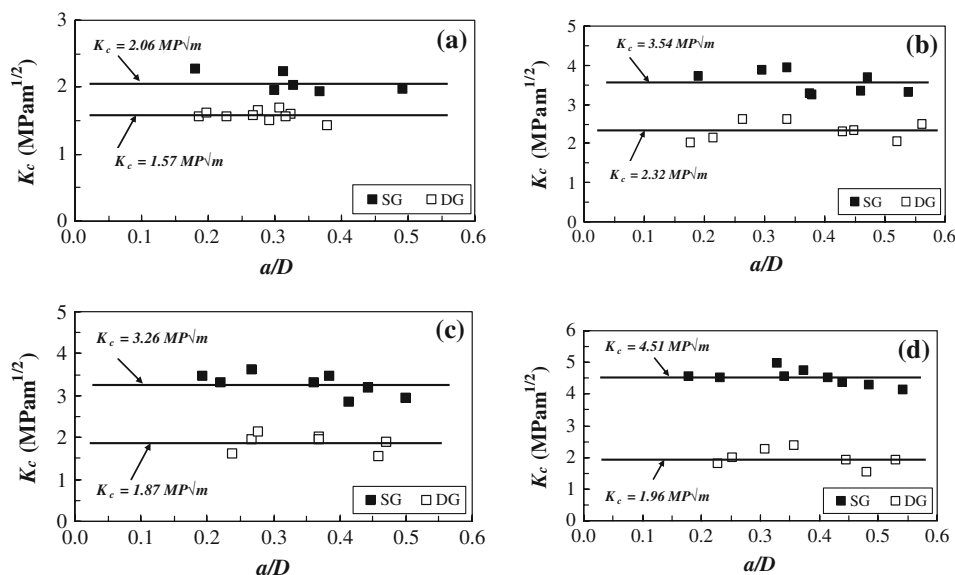 (a)
3
2
1
0
K_c (MPam^1/2)
K_c = 2.06 MP√m
K_c = 1.57 MP√m
SG DG
0.0 0.1 0.2 0.3 0.4 0.5 0.6
a/D
(b)
5
4
3
2
1
0
K_c (MPam^1/2)
K_c = 3.54 MP√m
K_c = 2.32 MP√m
SG DG
0.0 0.1 0.2 0.3 0.4 0.5 0.6
a/D
(c)
5
4
3
2
1
0
K_c (MPam^1/2)
K_c = 3.26 MP√m
K_c = 1.87 MP√m
SG DG
0.0 0.1 0.2 0.3 0.4 0.5 0.6
a/D
(d)
6
5
4
3
2
1
0
K_c (MPam^1/2)
K_c = 4.51 MP√m
K_c = 1.96 MP√m
SG DG
0.0 0.1 0.2 0.3 0.4 0.5 0.6
a/D